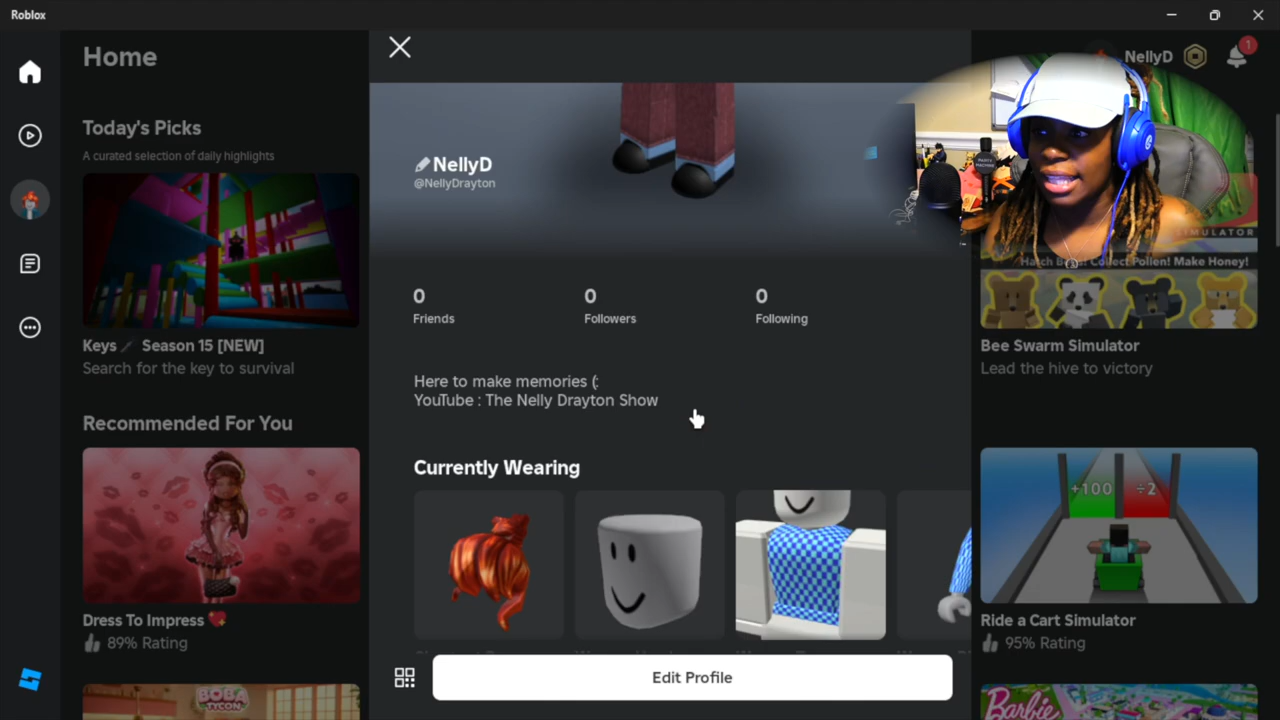 Roblox
Home
NellyD
1
Today's Picks
A curated selection of daily highlights
Keys Season 15 [NEW]
Search for the key to survival
Recommended For You
Dress To Impress
89% Rating
BOBA
TYCOON
NellyD
@NellyDrayton
0
Friends
0
Followers
0
Following
Here to make memories (:
YouTube : The Nelly Drayton Show
Currently Wearing
Edit Profile
SIMULATOR
Hatch Bees! Collect Pollen! Make Honey!
Bee Swarm Simulator
Lead the hive to victory
+100
÷2
Ride a Cart Simulator
95% Rating
Barbie